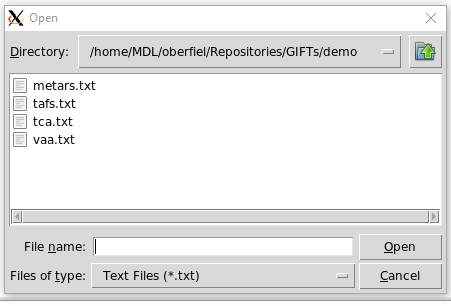 Open
Directory: /home/MDL/oberfiel/Repositories/GIFTs/demo
metars.txt
tafs.txt
tca.txt
vaa.txt
File name: Open
Files of type: Text Files (*.txt) Cancel